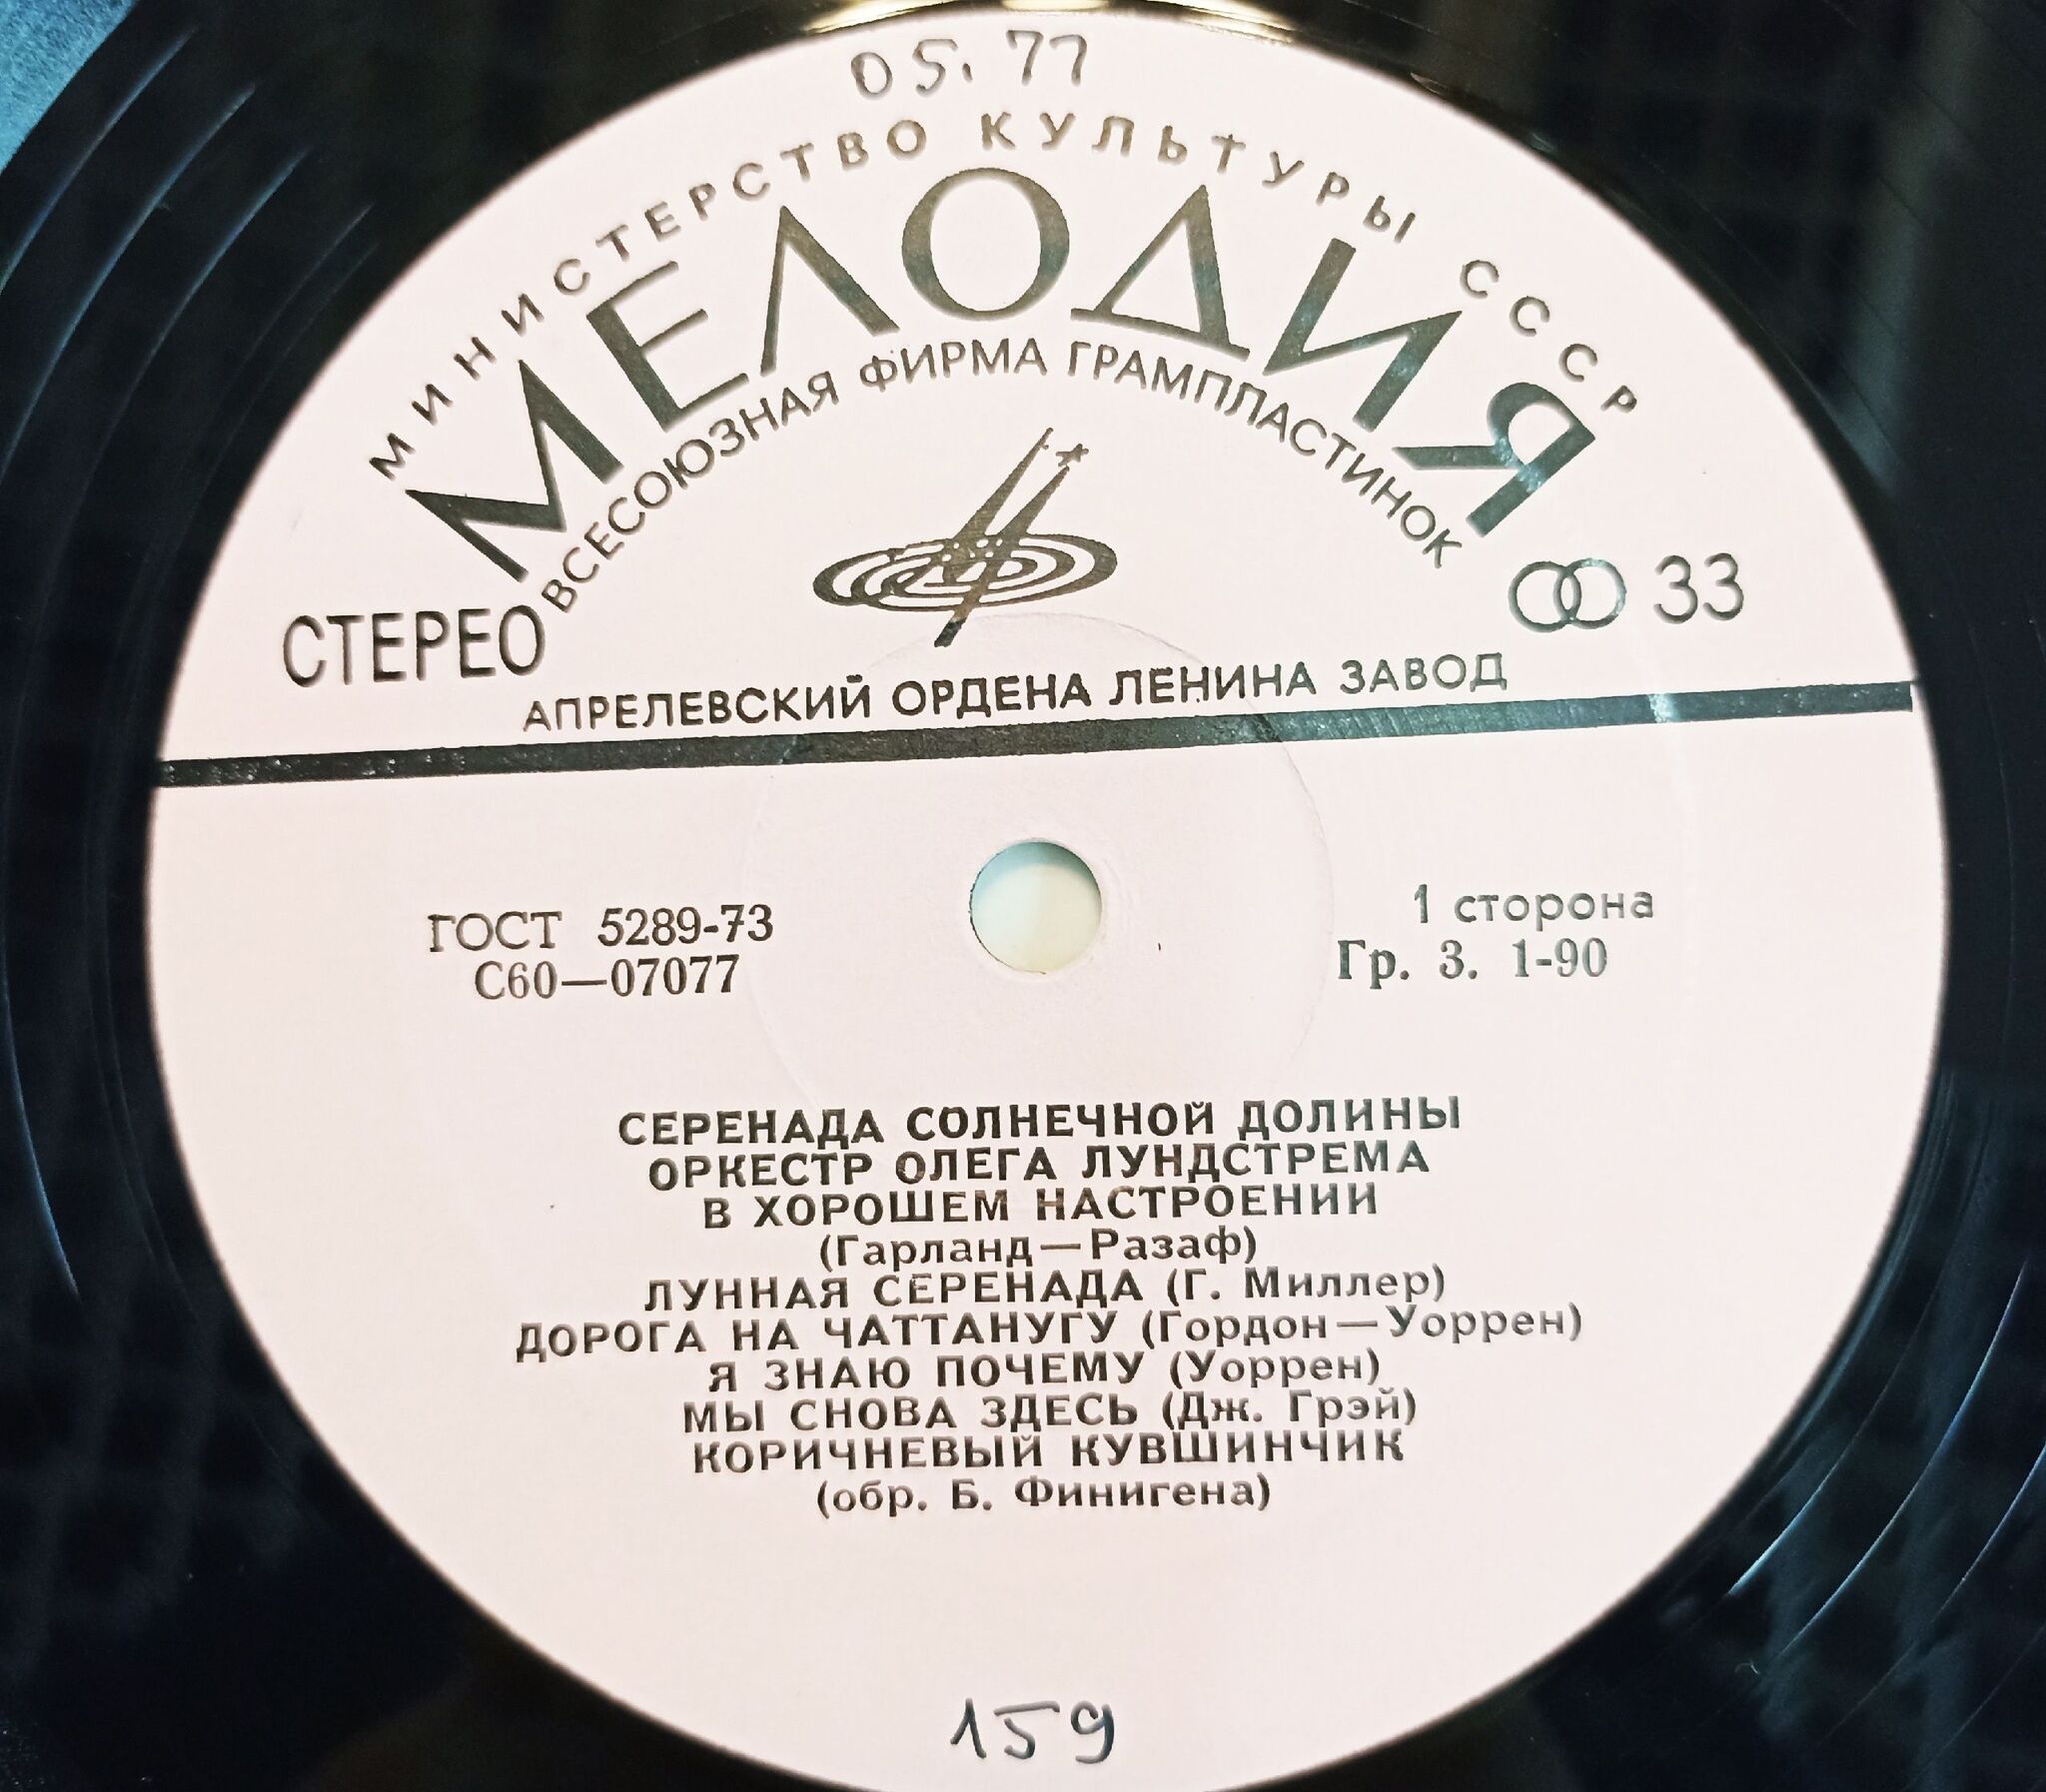 05.77
МИНИСТЕРСТВО КУЛЬТУРЫ СССР
МЕЛОДИЯ
ВСЕСОЮЗНАЯ ФИРМА ГРАМПЛАСТИНОК
СТЕРЕО
33
АПРЕЛЕВСКИЙ ОРДЕНА ЛЕНИНА ЗАВОД
ГОСТ 5289-73
С60—07077
1 сторона
Гр. 3. 1-90
СЕРЕНАДА СОЛНЕЧНОЙ ДОЛИНЫ
ОРКЕСТР ОЛЕГА ЛУНДСТРЕМА
В ХОРОШЕМ НАСТРОЕНИИ
(Гарланд—Разаф)
ЛУННАЯ СЕРЕНАДА (Г. Миллер)
ДОРОГА НА ЧАТТАНУГУ (Гордон—Уоррен)
Я ЗНАЮ ПОЧЕМУ (Уоррен)
МЫ СНОВА ЗДЕСЬ (Дж. Грэй)
КОРИЧНЕВЫЙ КУВШИНЧИК
(обр. Б. Финигена)
159